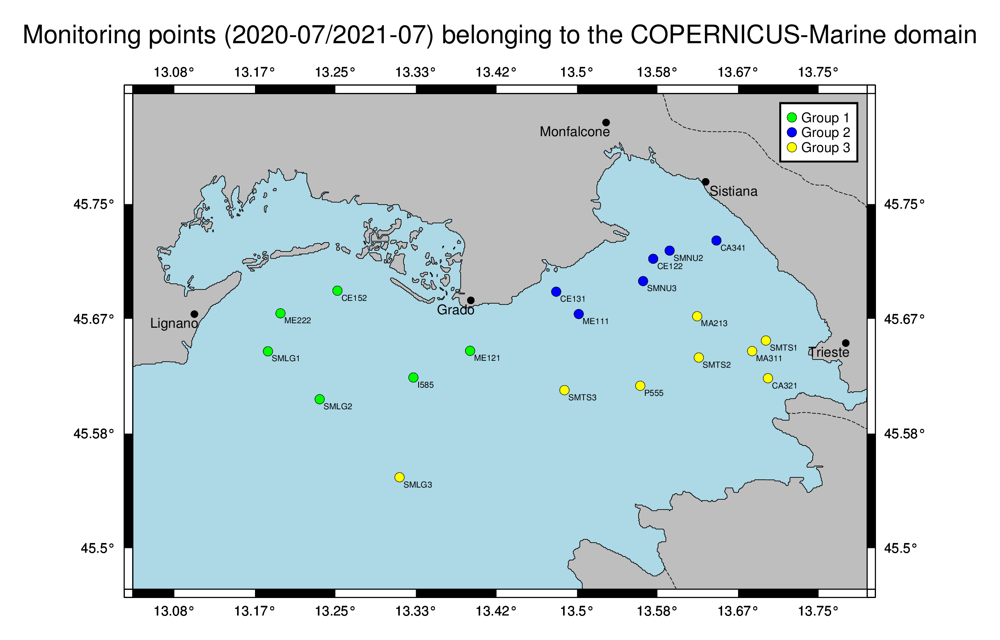 Monitoring points (2020-07/2021-07) belonging to the COPERNICUS-Marine domain
13.08° 13.17° 13.25° 13.33° 13.42° 13.5° 13.58° 13.67° 13.75°
Group 1
Group 2
Group 3
Monfalcone
Sistiana
45.75° 45.75°
CA341
SMNU2
CE122
SMNU3
CE152
CE131
Grado
45.67° 45.67°
ME222
Lignano
ME111
MA213
SMTS1
Trieste
SMLG1
ME121
MA311
SMTS2
I585
CA321
P555
SMTS3
SMLG2
45.58° 45.58°
SMLG3
45.5° 45.5°
13.08° 13.17° 13.25° 13.33° 13.42° 13.5° 13.58° 13.67° 13.75°